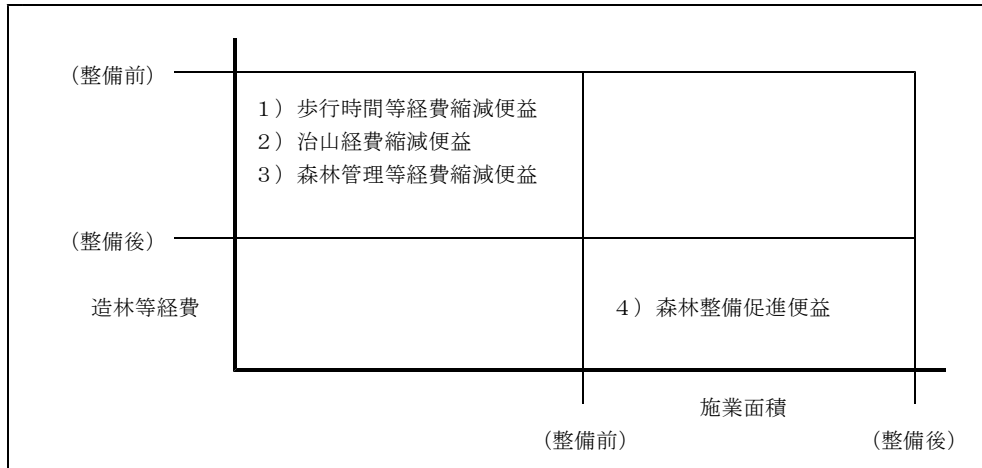 （整備前）
１）歩行時間等経費縮減便益
２）治山経費縮減便益
３）森林管理等経費縮減便益
（整備後）
造林等経費
４）森林整備促進便益
施業面積
（整備前）
（整備後）